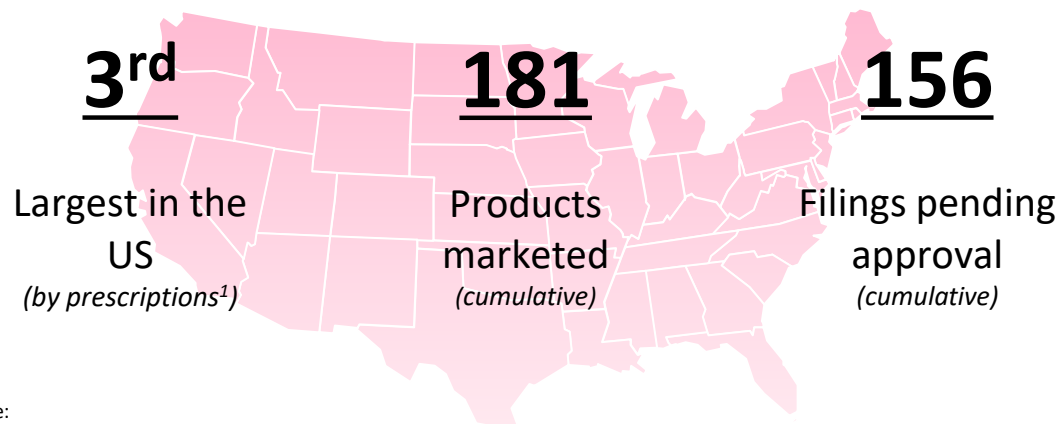 3rd
Largest in the
US
(by prescriptions1)
181
Products
marketed
(cumulative)
156
Filings pending
approval
(cumulative)
e: